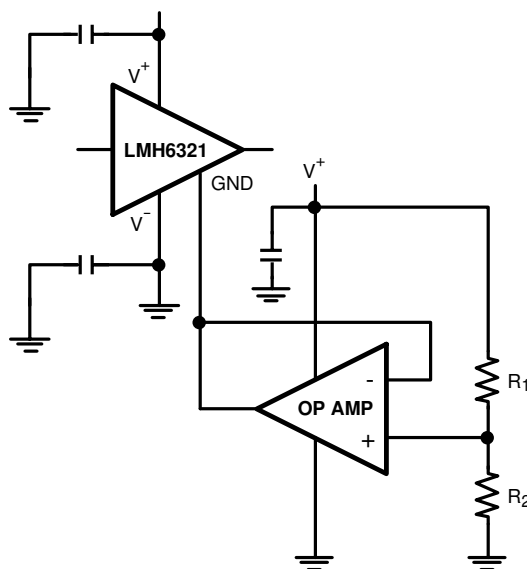 V⁺
LMH6321
GND
V⁻
V⁺
-
OP AMP
+
R₁
R₂